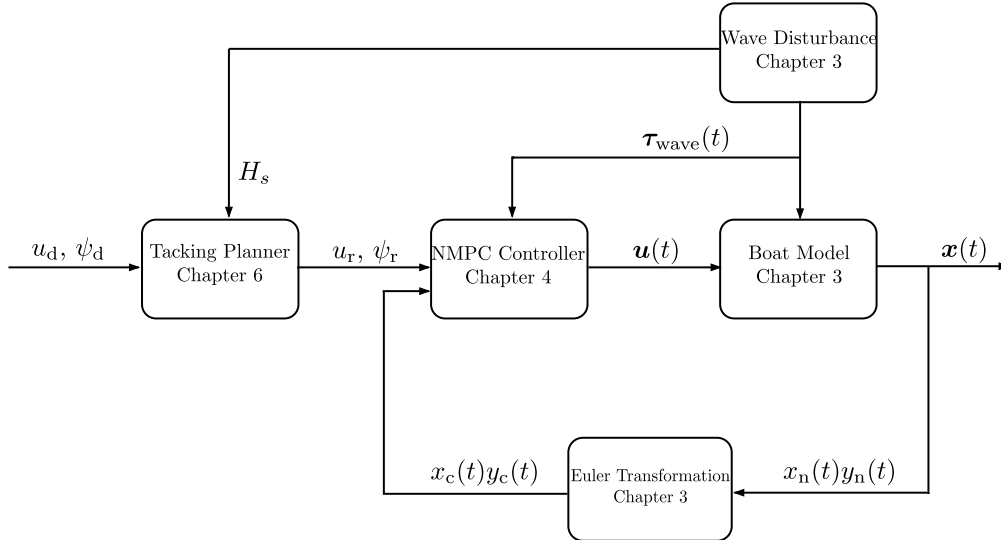 Wave Disturbance
Chapter 3
τ_wave(t)
H_s
u_d, ψ_d
Tacking Planner
Chapter 6
u_r, ψ_r
NMPC Controller
Chapter 4
u(t)
Boat Model
Chapter 3
x(t)
x_c(t)y_c(t)
Euler Transformation
Chapter 3
x_n(t)y_n(t)